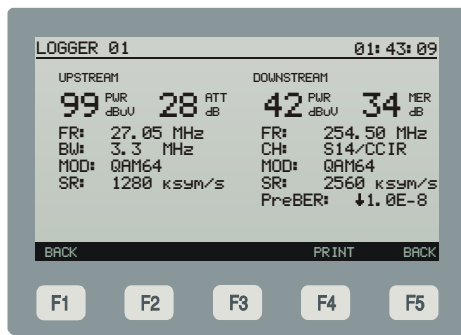 LOGGER 01 01:43:09
UPSTREAM DOWNSTREAM
99 PWR dBuV 28 ATT dB 42 PWR dBuV 34 MER dB
FR: 27.05 MHz FR: 254.50 MHz
BW: 3.3 MHz CH: S14/CCIR
MOD: QAM64 MOD: QAM64
SR: 1280 ksym/s SR: 2560 ksym/s
PreBER: ↓1.0E-8
BACK PRINT BACK
F1 F2 F3 F4 F5